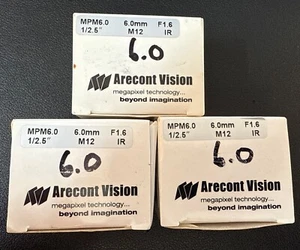 MPM6.0 6.0mm F1.6
1/2.5" M12 IR
6.0
Arecont Vision
megapixel technology...
beyond imagination
MPM6.0 6.0mm F1.6
1/2.5" M12 IR
6.0
Arecont Vision
megapixel technology...
beyond imagination
MPM6.0 6.0mm F1.6
1/2.5" M12 IR
6.0
Arecont Vision
megapixel technology...
beyond imagination